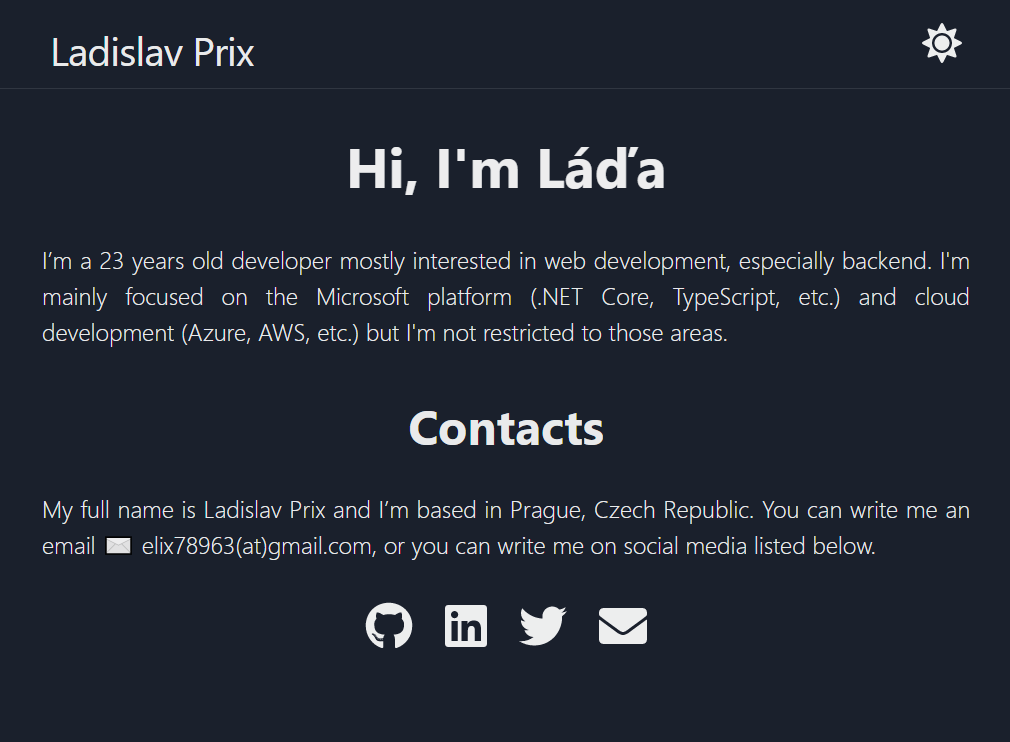 Ladislav Prix
Hi, I'm Láďa
I’m a 23 years old developer mostly interested in web development, especially backend. I'm
mainly focused on the Microsoft platform (.NET Core, TypeScript, etc.) and cloud
development (Azure, AWS, etc.) but I'm not restricted to those areas.
Contacts
My full name is Ladislav Prix and I’m based in Prague, Czech Republic. You can write me an
email ✉️ elix78963(at)gmail.com, or you can write me on social media listed below.
in